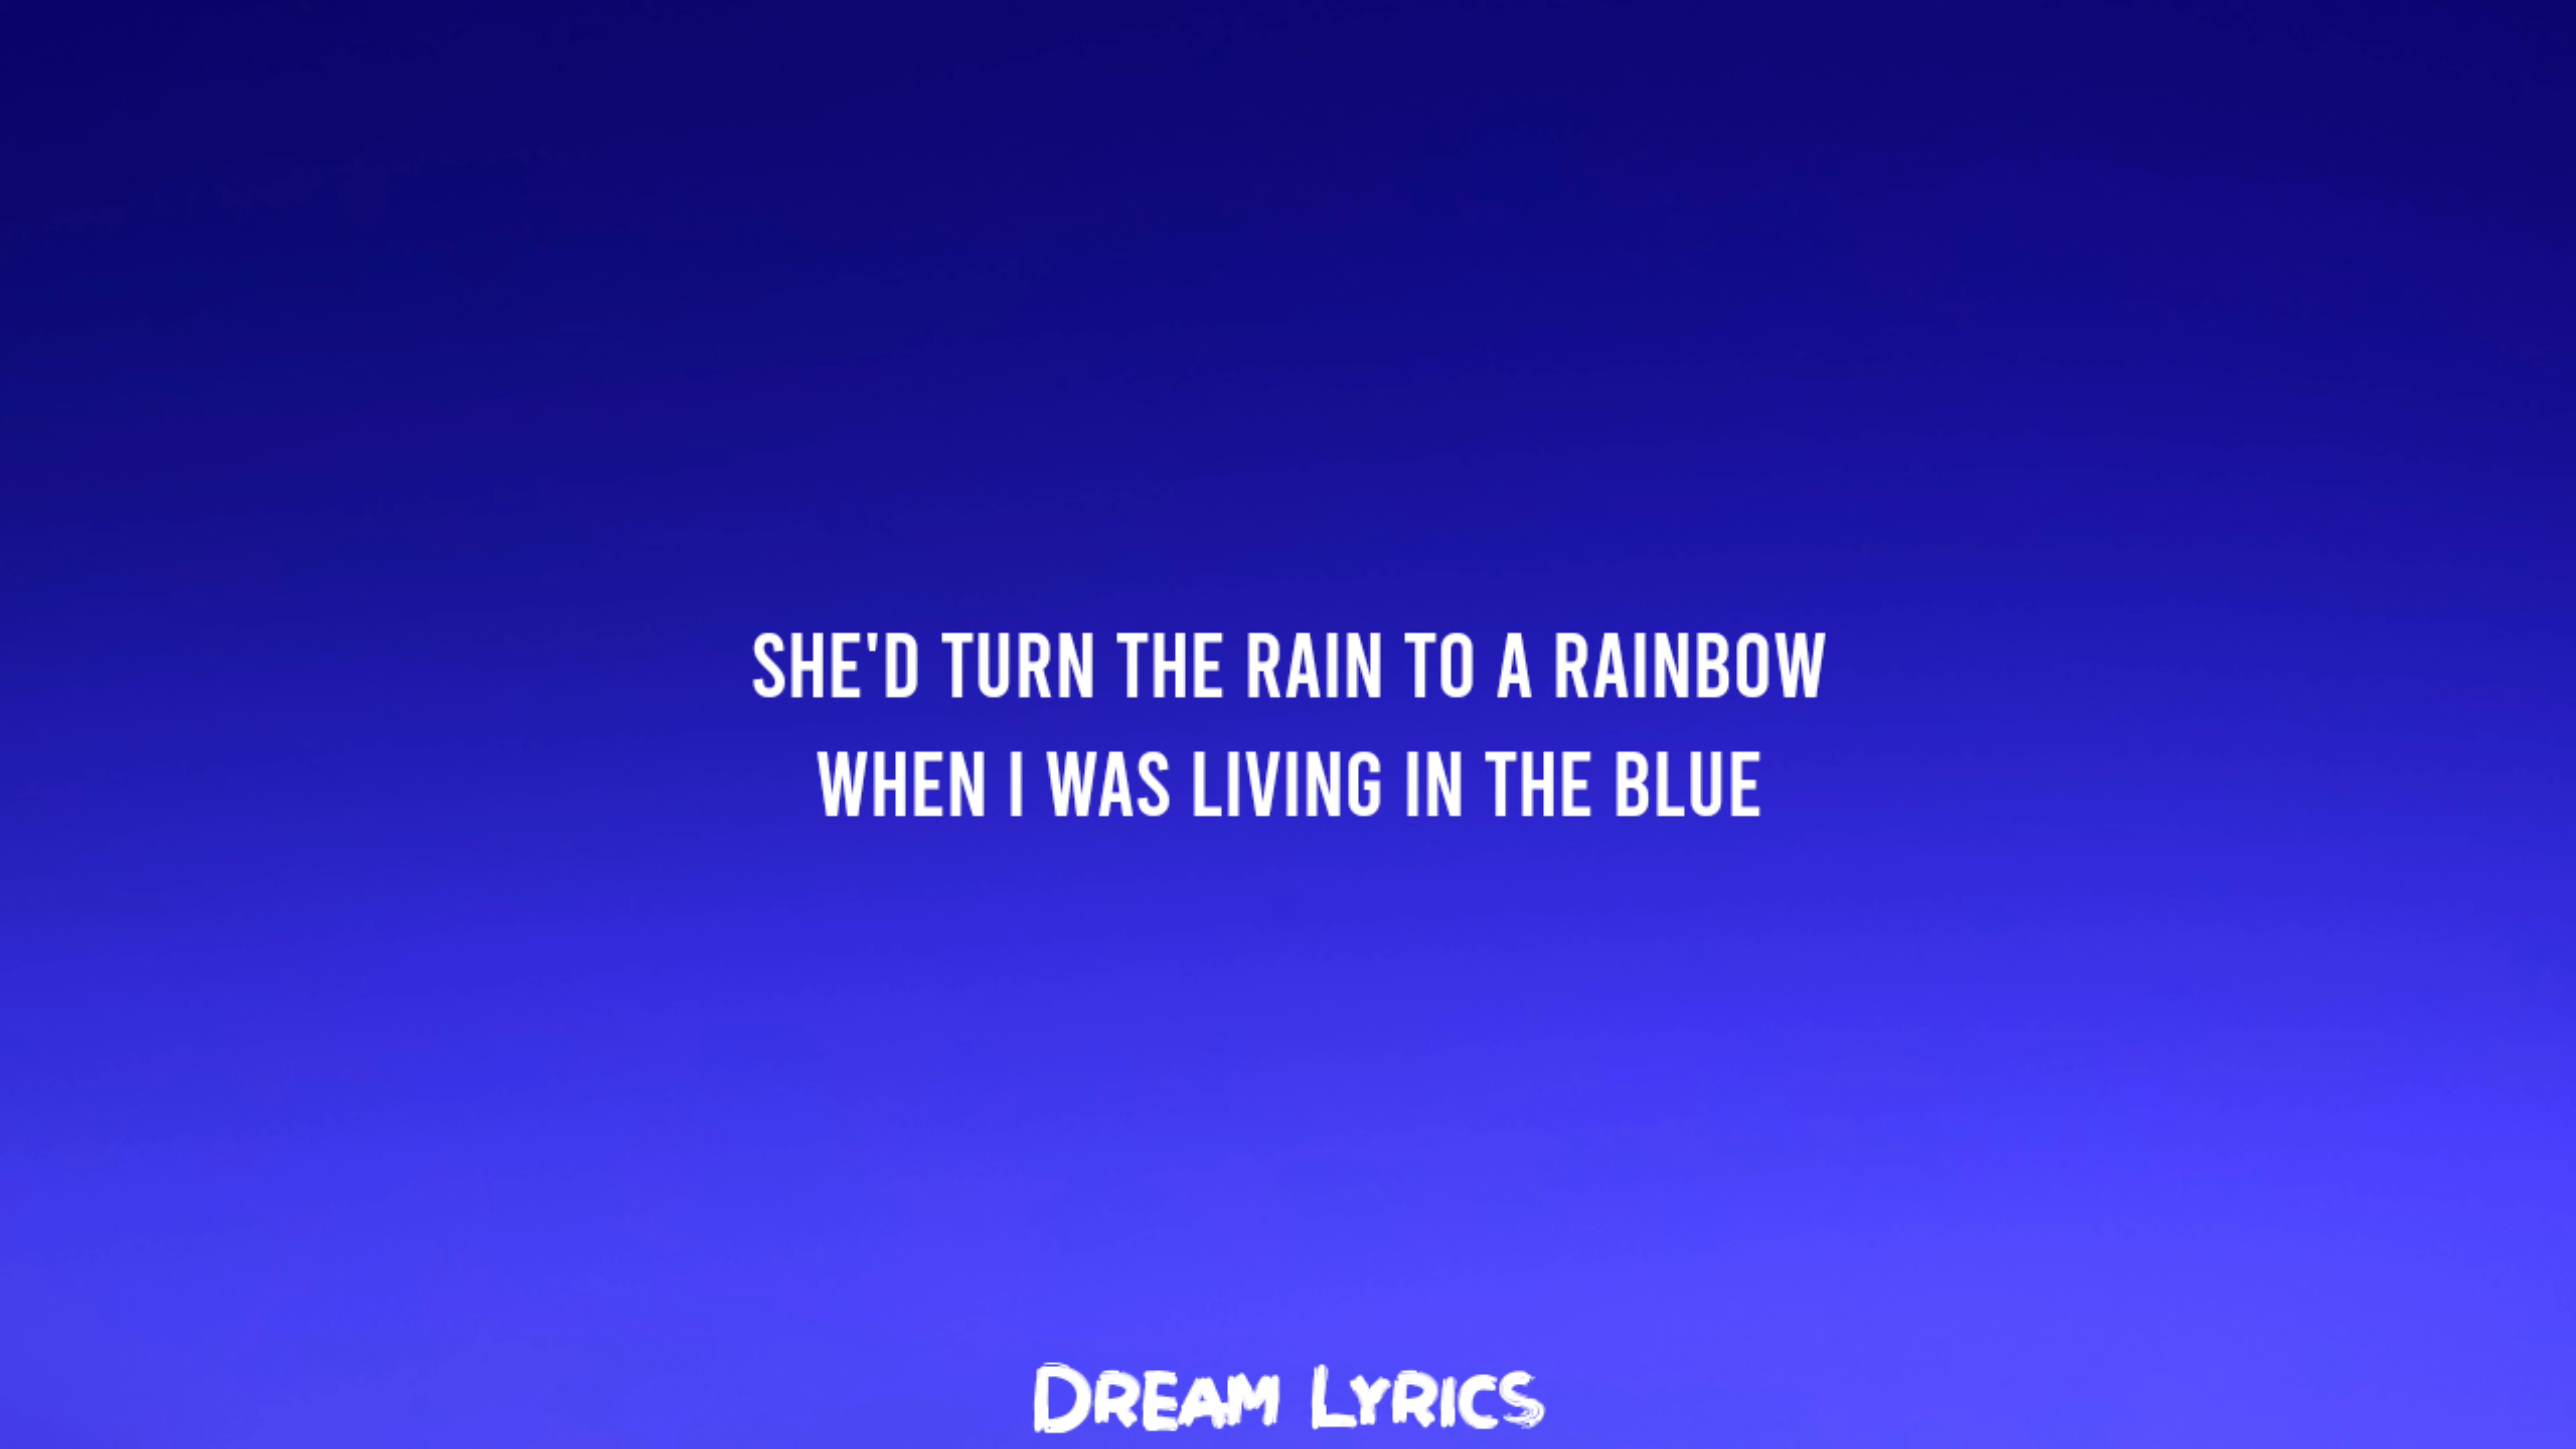 SHE'D TURN THE RAIN TO A RAINBOW
WHEN I WAS LIVING IN THE BLUE
DREAM LYRICS